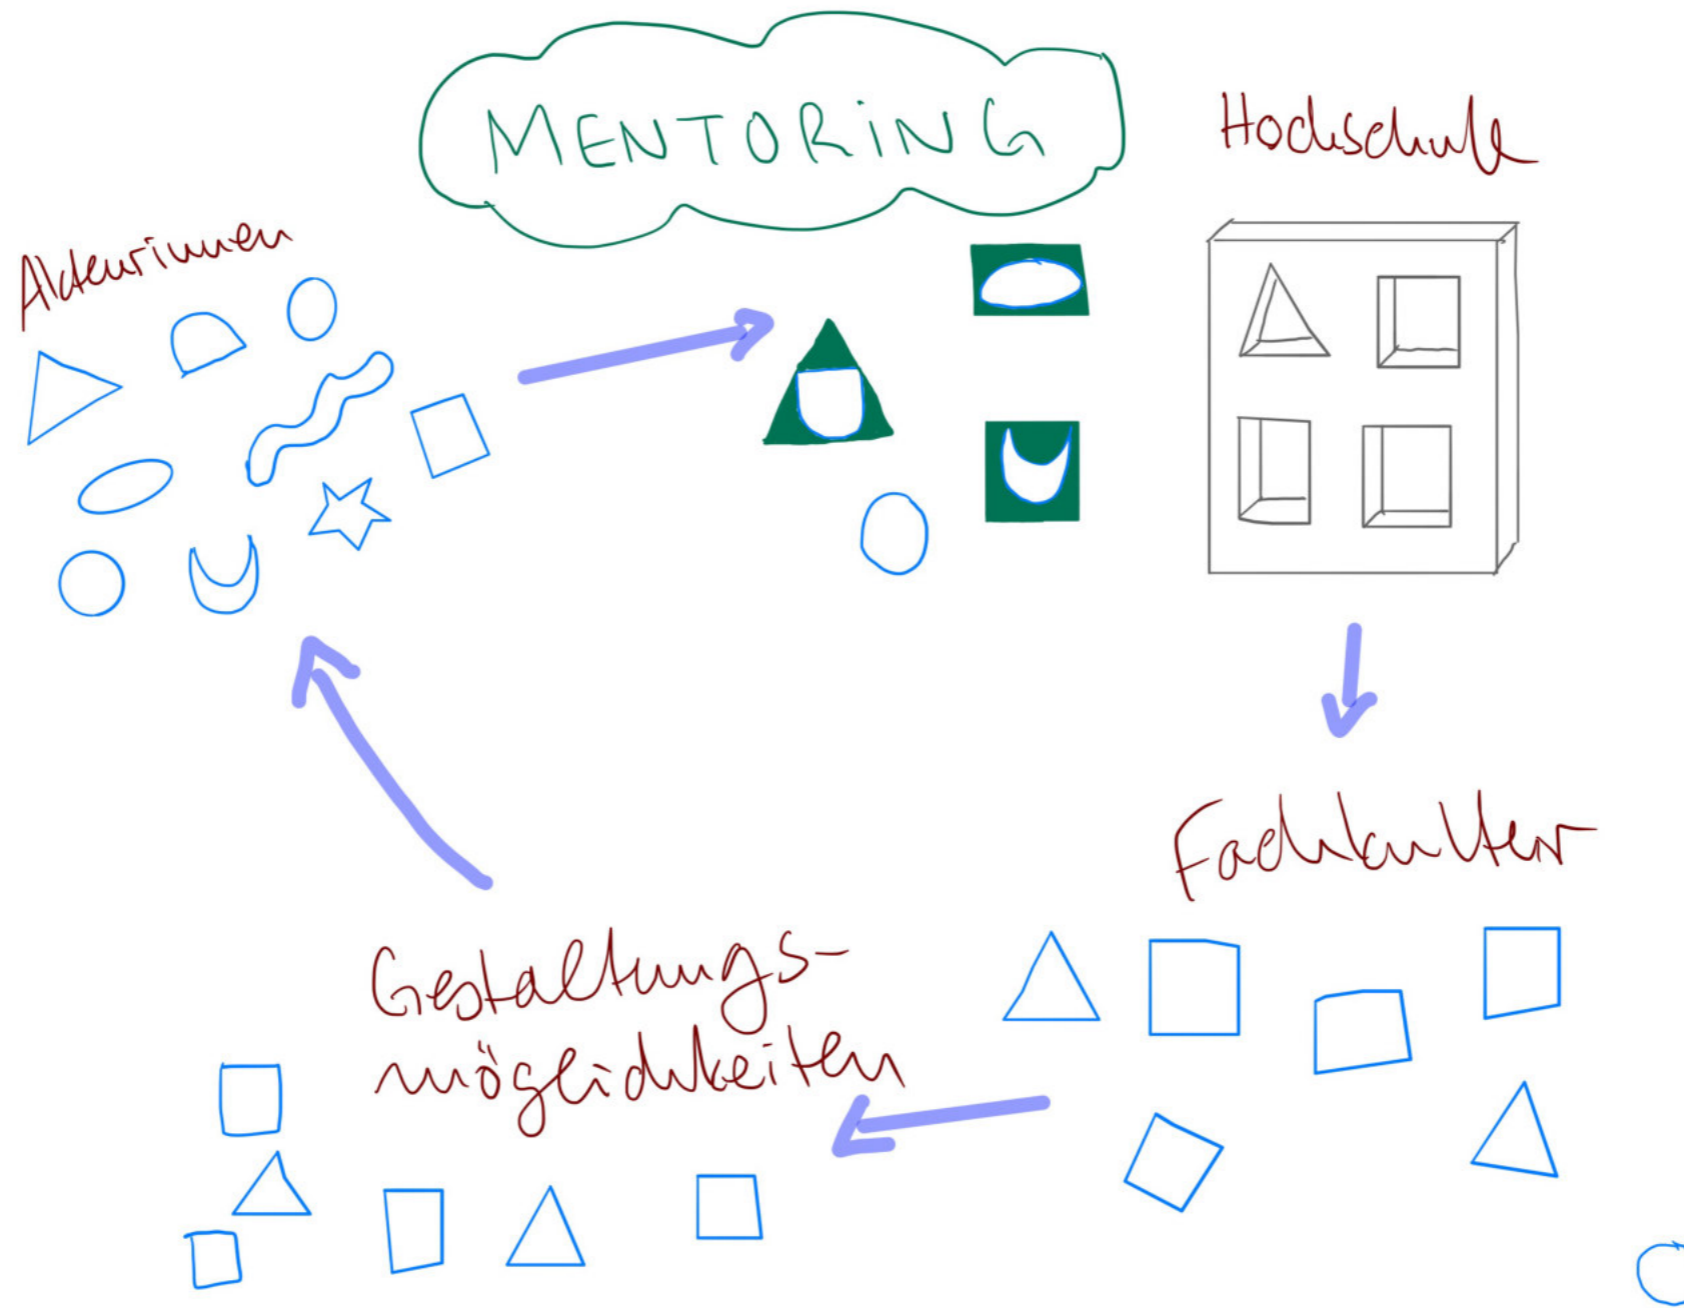 MENTORiNG
Hochschule
Akteurinnen
Fachkultur
Gestaltungs-
möglichkeiten